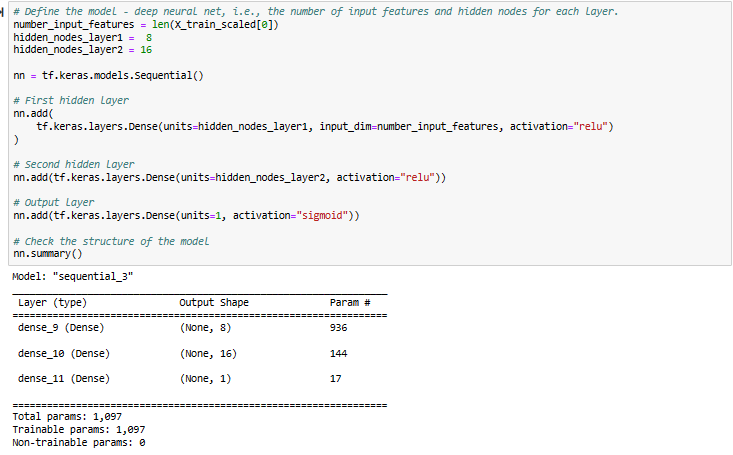 # Define the model - deep neural net, i.e., the number of input features and hidden nodes for each layer.
number_input_features = len(X_train_scaled[0])
hidden_nodes_layer1 =  8
hidden_nodes_layer2 = 16
nn = tf.keras.models.Sequential()
# First hidden layer
nn.add(
    tf.keras.layers.Dense(units=hidden_nodes_layer1, input_dim=number_input_features, activation="relu")
)
# Second hidden layer
nn.add(tf.keras.layers.Dense(units=hidden_nodes_layer2, activation="relu"))
# Output layer
nn.add(tf.keras.layers.Dense(units=1, activation="sigmoid"))
# Check the structure of the model
nn.summary()
Model: "sequential_3"
Layer (type) Output Shape Param #
dense_9 (Dense) (None, 8) 936
dense_10 (Dense) (None, 16) 144
dense_11 (Dense) (None, 1) 17
Total params: 1,097
Trainable params: 1,097
Non-trainable params: 0